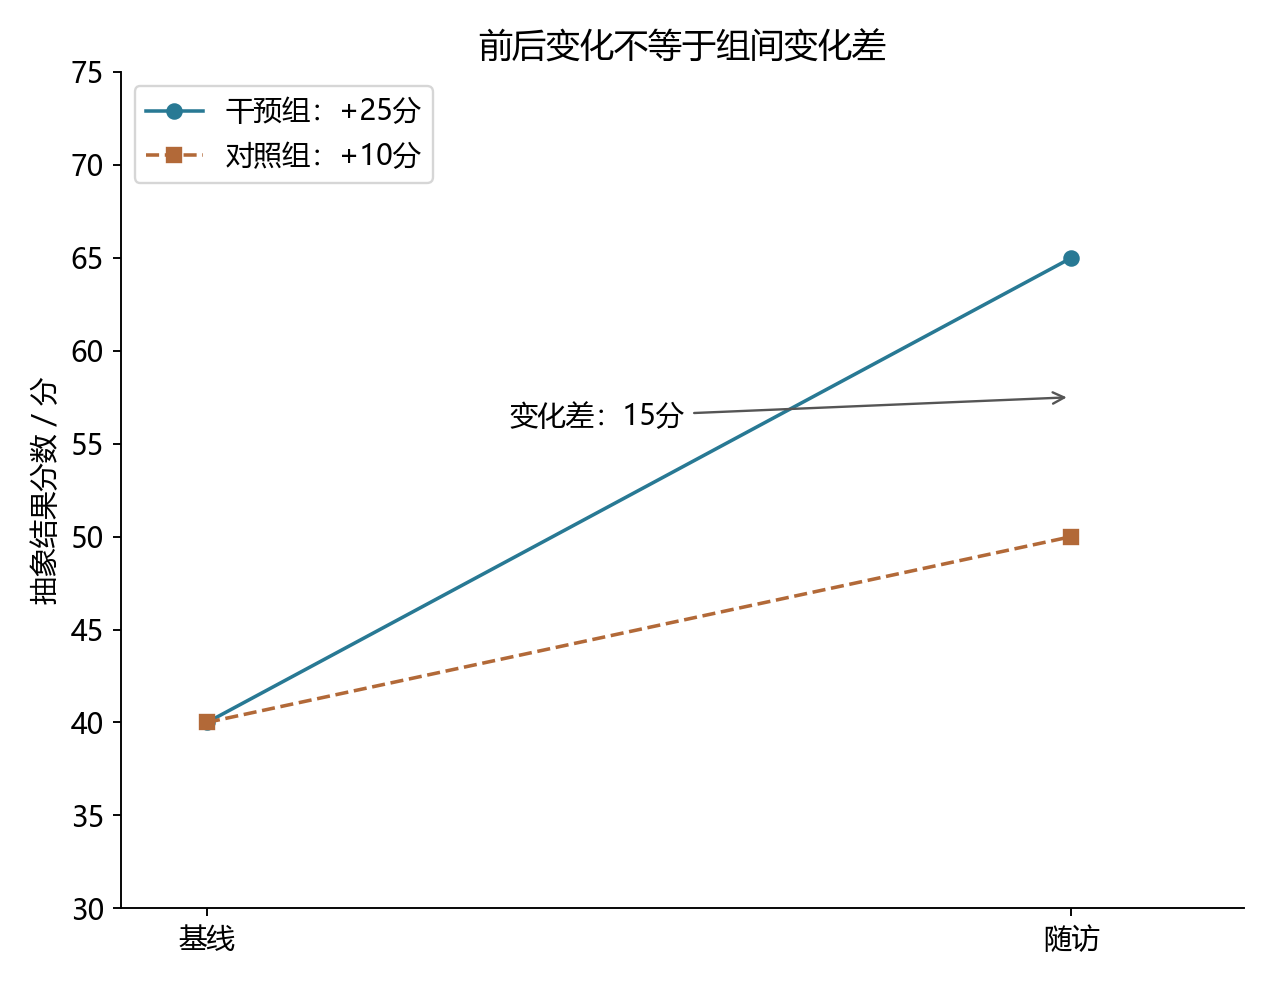 前后变化不等于组间变化差
干预组：+25分
对照组：+10分
变化差：15分
抽象结果分数 / 分
75
70
65
60
55
50
45
40
35
30
基线
随访